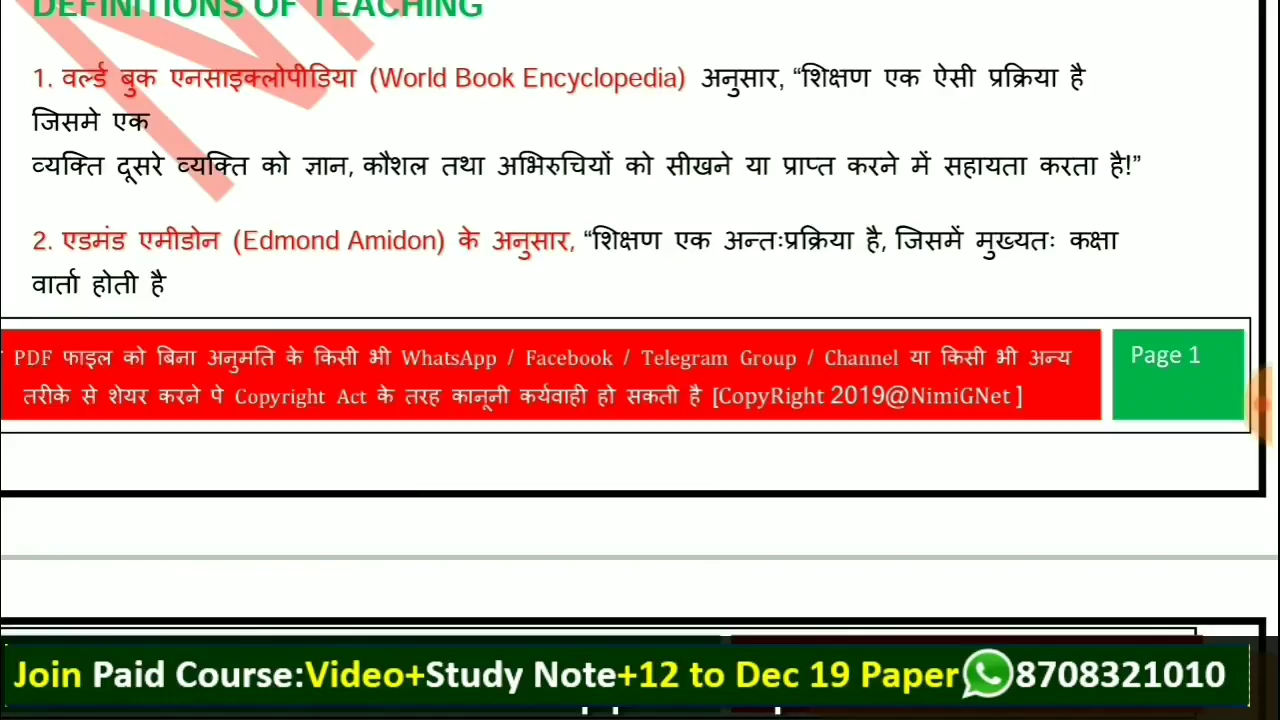 DEFINITIONS OF TEACHING
1. वर्ल्ड बुक एनसाइक्लोपीडिया (World Book Encyclopedia) अनुसार, “शिक्षण एक ऐसी प्रक्रिया है
जिसमे एक
व्यक्ति दूसरे व्यक्ति को ज्ञान, कौशल तथा अभिरुचियों को सीखने या प्राप्त करने में सहायता करता है!”
2. एडमंड एमीडोन (Edmond Amidon) के अनुसार, “शिक्षण एक अन्तःप्रक्रिया है, जिसमें मुख्यतः कक्षा
वार्ता होती है
PDF फाइल को बिना अनुमति के किसी भी WhatsApp / Facebook / Telegram Group / Channel या किसी भी अन्य
तरीके से शेयर करने पे Copyright Act के तरह कानूनी कर्यवाही हो सकती है [CopyRight 2019@NimiGNet ]
Page 1
Join Paid Course:Video+Study Note+12 to Dec 19 Paper 8708321010